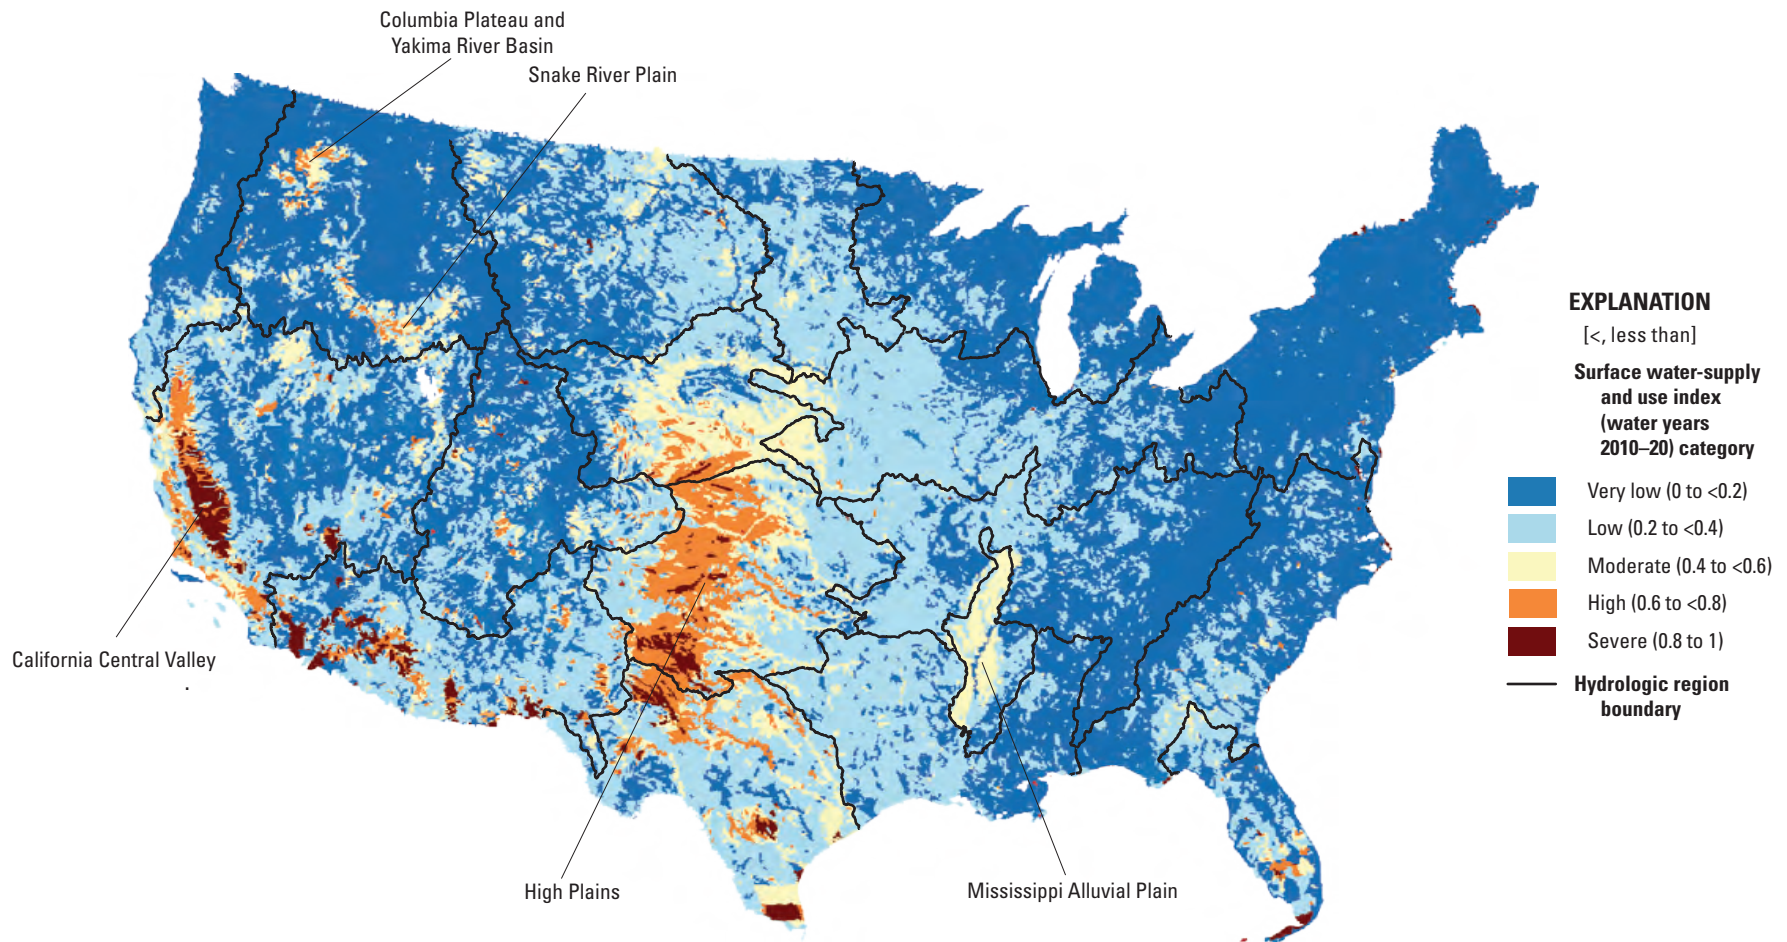 Columbia Plateau and
Yakima River Basin
Snake River Plain
California Central Valley
High Plains
Mississippi Alluvial Plain
EXPLANATION
[<, less than]
Surface water-supply
and use index
(water years
2010–20) category
Very low (0 to <0.2)
Low (0.2 to <0.4)
Moderate (0.4 to <0.6)
High (0.6 to <0.8)
Severe (0.8 to 1)
Hydrologic region
boundary